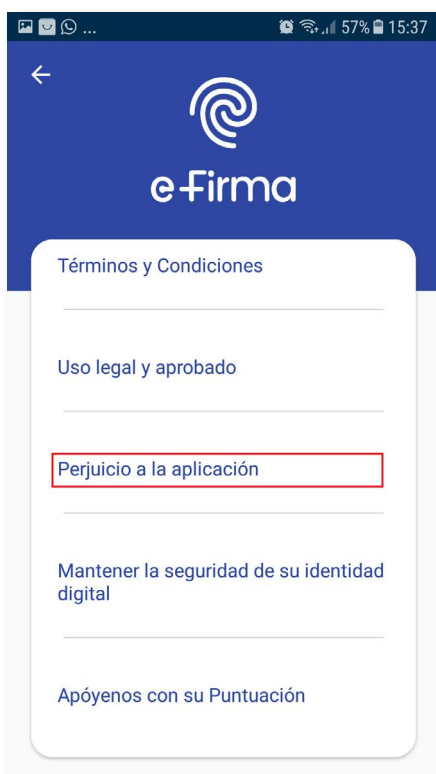 ... 57% 15:37
e-Firma
Términos y Condiciones
Uso legal y aprobado
Perjuicio a la aplicación
Mantener la seguridad de su identidad
digital
Apóyenos con su Puntuación